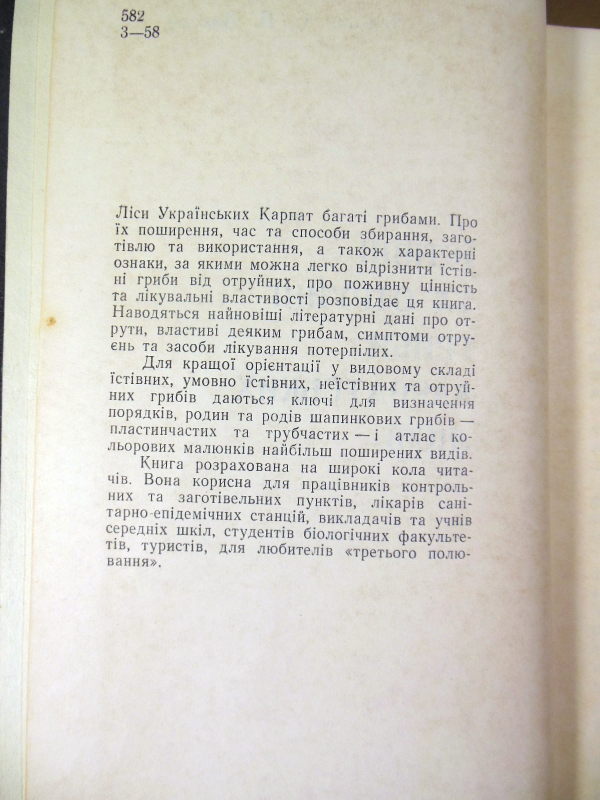 582
З—58
Ліси Українських Карпат багаті грибами. Про
їх поширення, час та способи збирання, заго-
тівлю та використання, а також характерні
ознаки, за якими можна легко відрізнити їстів-
ні гриби від отруйних, про поживну цінність
та лікувальні властивості розповідає ця книга.
Наводяться найновіші літературні дані про от-
рути, властиві деяким грибам, симптоми отру-
єнь та засоби лікування потерпілих.
Для кращої орієнтації у видовому складі
їстівних, умовно їстівних, неїстівних та отруй-
них грибів даються ключі для визначення
порядків, родин та родів шапинкових грибів —
пластинчастих та трубчастих — і атлас ко-
льорових малюнків найбільш поширених видів.
Книга розрахована на широкі кола чита-
чів. Вона корисна для працівників контроль-
них та заготівельних пунктів, лікарів сані-
тарно-епідемічних станцій, викладачів та учнів
середніх шкіл, студентів біологічних факульте-
тів, туристів, для любителів «третього полю-
вання».